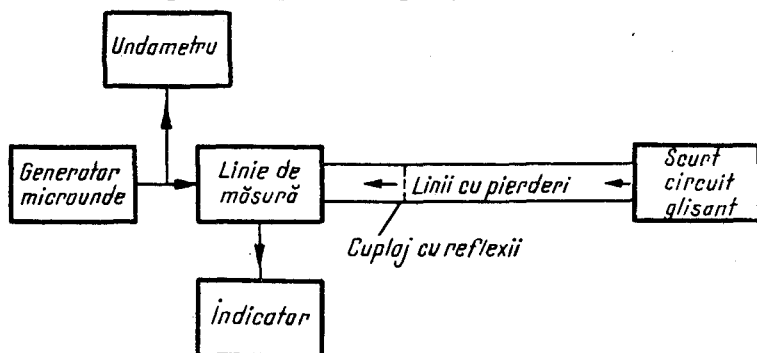 Undametru
Generator
microunde
Linie de
măsură
Linii cu pierderi
Scurt
circuit
glisant
Cuplaj cu reflexii
Indicator